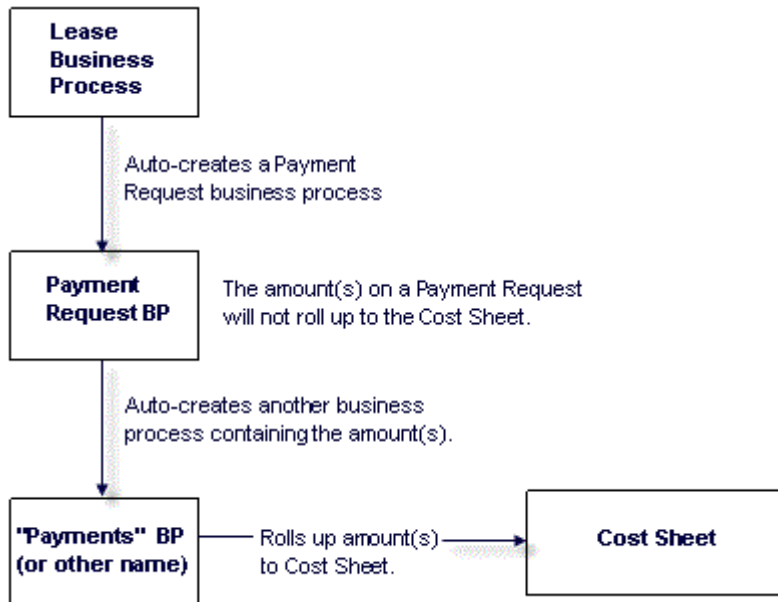 Lease
Business
Process
Auto-creates a Payment
Request business process
Payment
Request BP
The amount(s) on a Payment Request
will not roll up to the Cost Sheet.
Auto-creates another business
process containing the amount(s).
"Payments" BP
(or other name)
Rolls up amount(s)
to Cost Sheet.
Cost Sheet